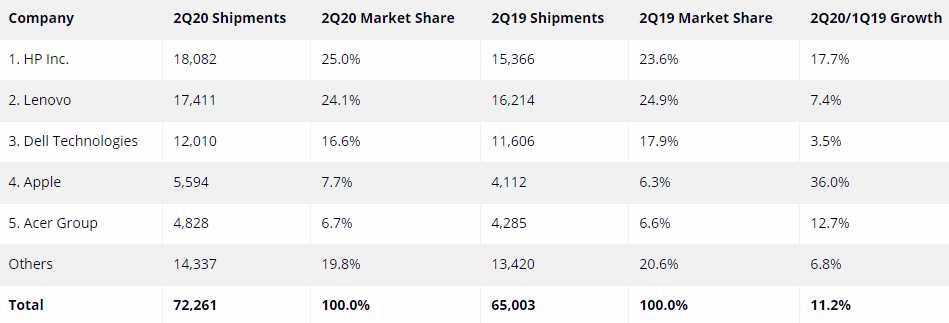 Company 2Q20 Shipments 2Q20 Market Share 2Q19 Shipments 2Q19 Market Share 2Q20/1Q19 Growth
1. HP Inc. 18,082 25.0% 15,366 23.6% 17.7%
2. Lenovo 17,411 24.1% 16,214 24.9% 7.4%
3. Dell Technologies 12,010 16.6% 11,606 17.9% 3.5%
4. Apple 5,594 7.7% 4,112 6.3% 36.0%
5. Acer Group 4,828 6.7% 4,285 6.6% 12.7%
Others 14,337 19.8% 13,420 20.6% 6.8%
Total 72,261 100.0% 65,003 100.0% 11.2%